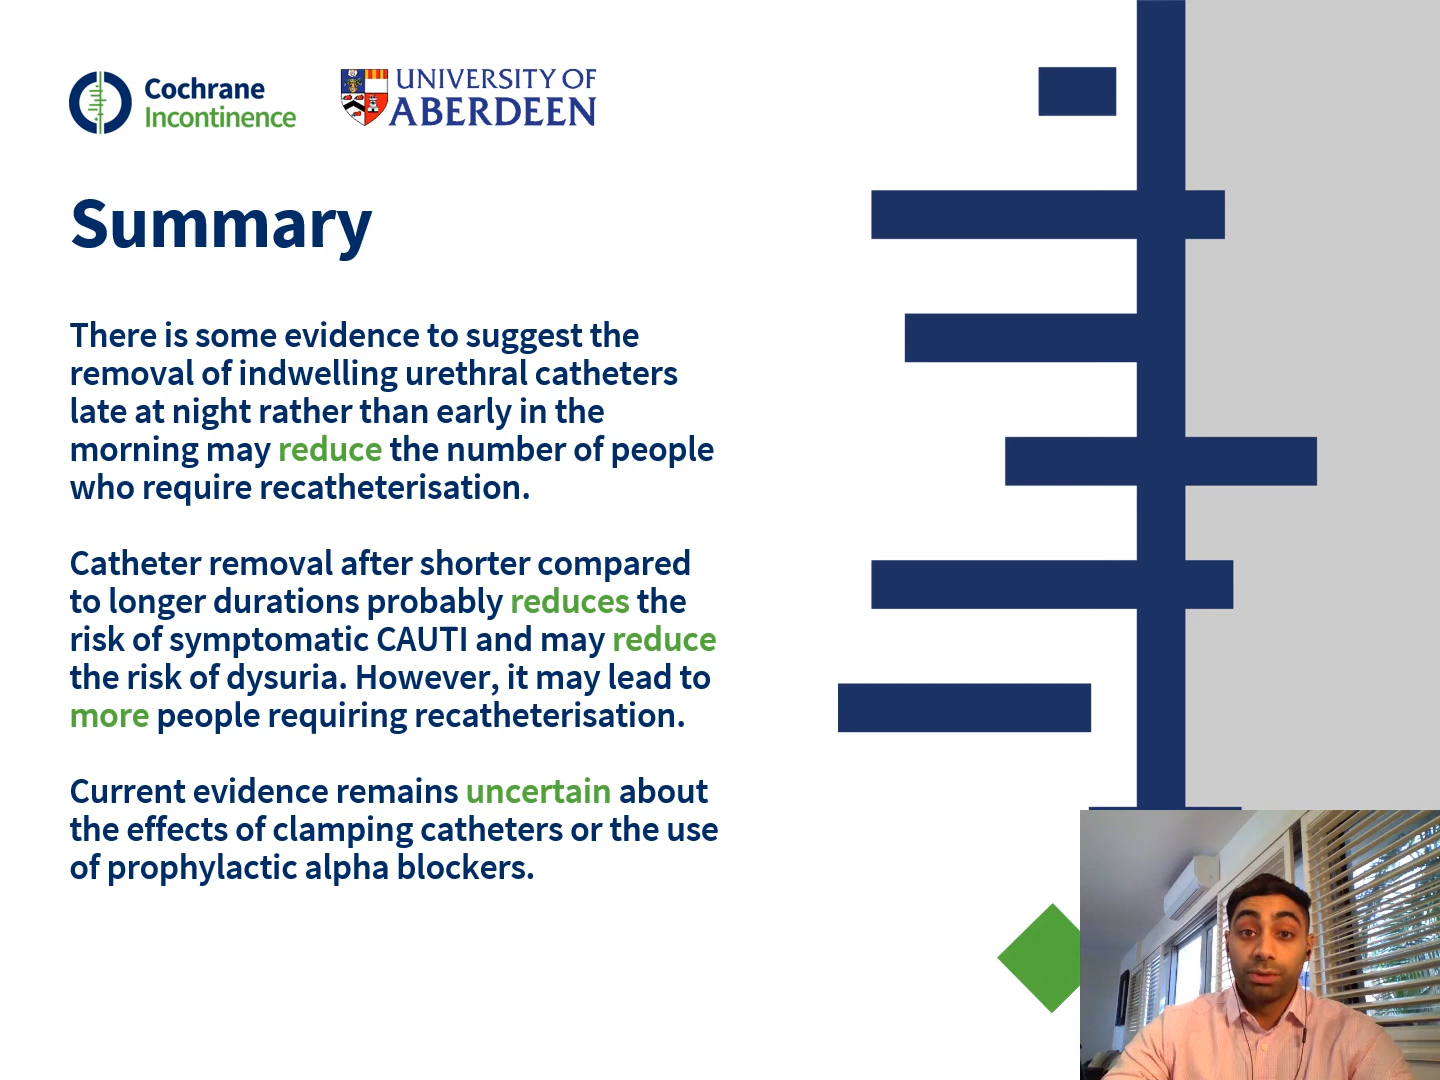 Cochrane
Incontinence
UNIVERSITY OF
ABERDEEN
Summary
There is some evidence to suggest the
removal of indwelling urethral catheters
late at night rather than early in the
morning may reduce the number of people
who require recatheterisation.
Catheter removal after shorter compared
to longer durations probably reduces the
risk of symptomatic CAUTI and may reduce
the risk of dysuria. However, it may lead to
more people requiring recatheterisation.
Current evidence remains uncertain about
the effects of clamping catheters or the use
of prophylactic alpha blockers.